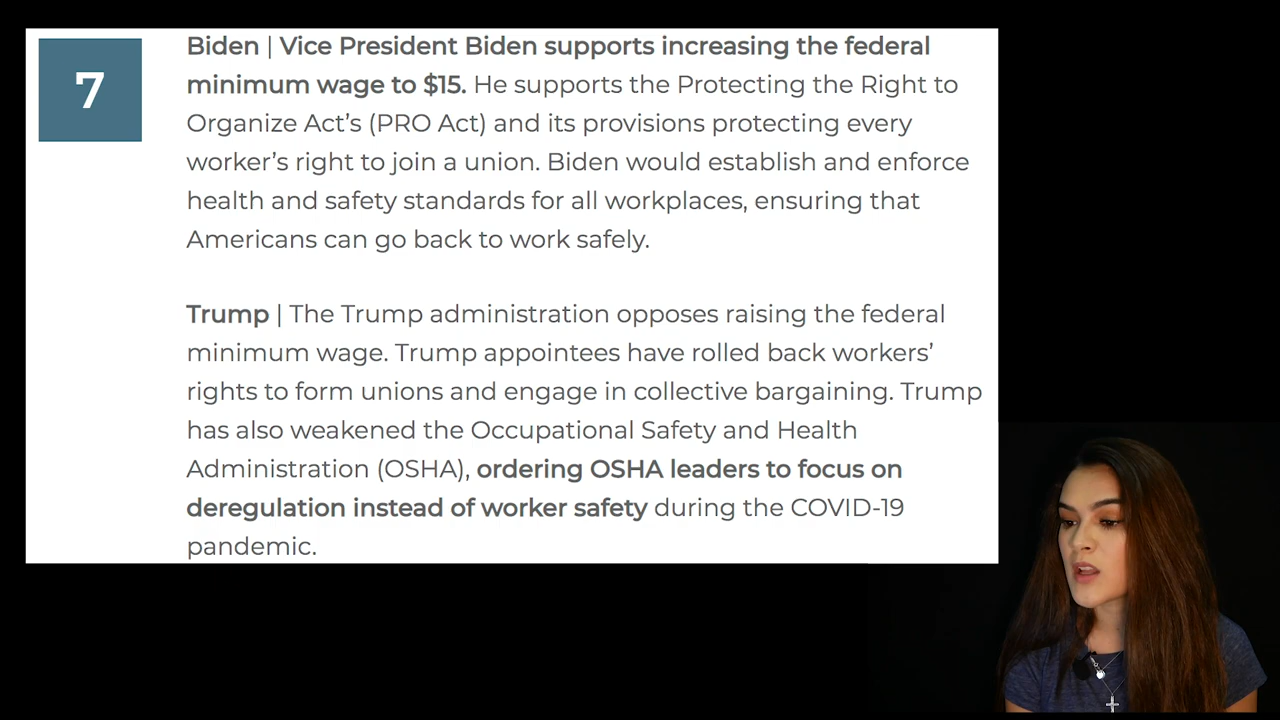 7
Biden | Vice President Biden supports increasing the federal
minimum wage to $15. He supports the Protecting the Right to
Organize Act’s (PRO Act) and its provisions protecting every
worker’s right to join a union. Biden would establish and enforce
health and safety standards for all workplaces, ensuring that
Americans can go back to work safely.
Trump | The Trump administration opposes raising the federal
minimum wage. Trump appointees have rolled back workers’
rights to form unions and engage in collective bargaining. Trump
has also weakened the Occupational Safety and Health
Administration (OSHA), ordering OSHA leaders to focus on
deregulation instead of worker safety during the COVID-19
pandemic.